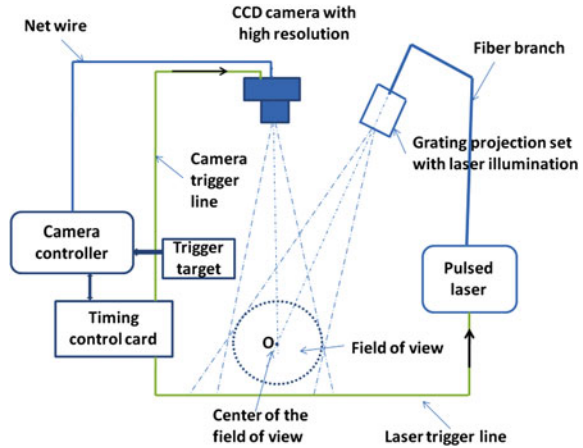 CCD camera with
high resolution
Net wire
Fiber branch
Grating projection set
with laser illumination
Camera
trigger
line
Camera
controller
Trigger
target
Pulsed
laser
Timing
control card
O
Field of view
Center of the
field of view
Laser trigger line